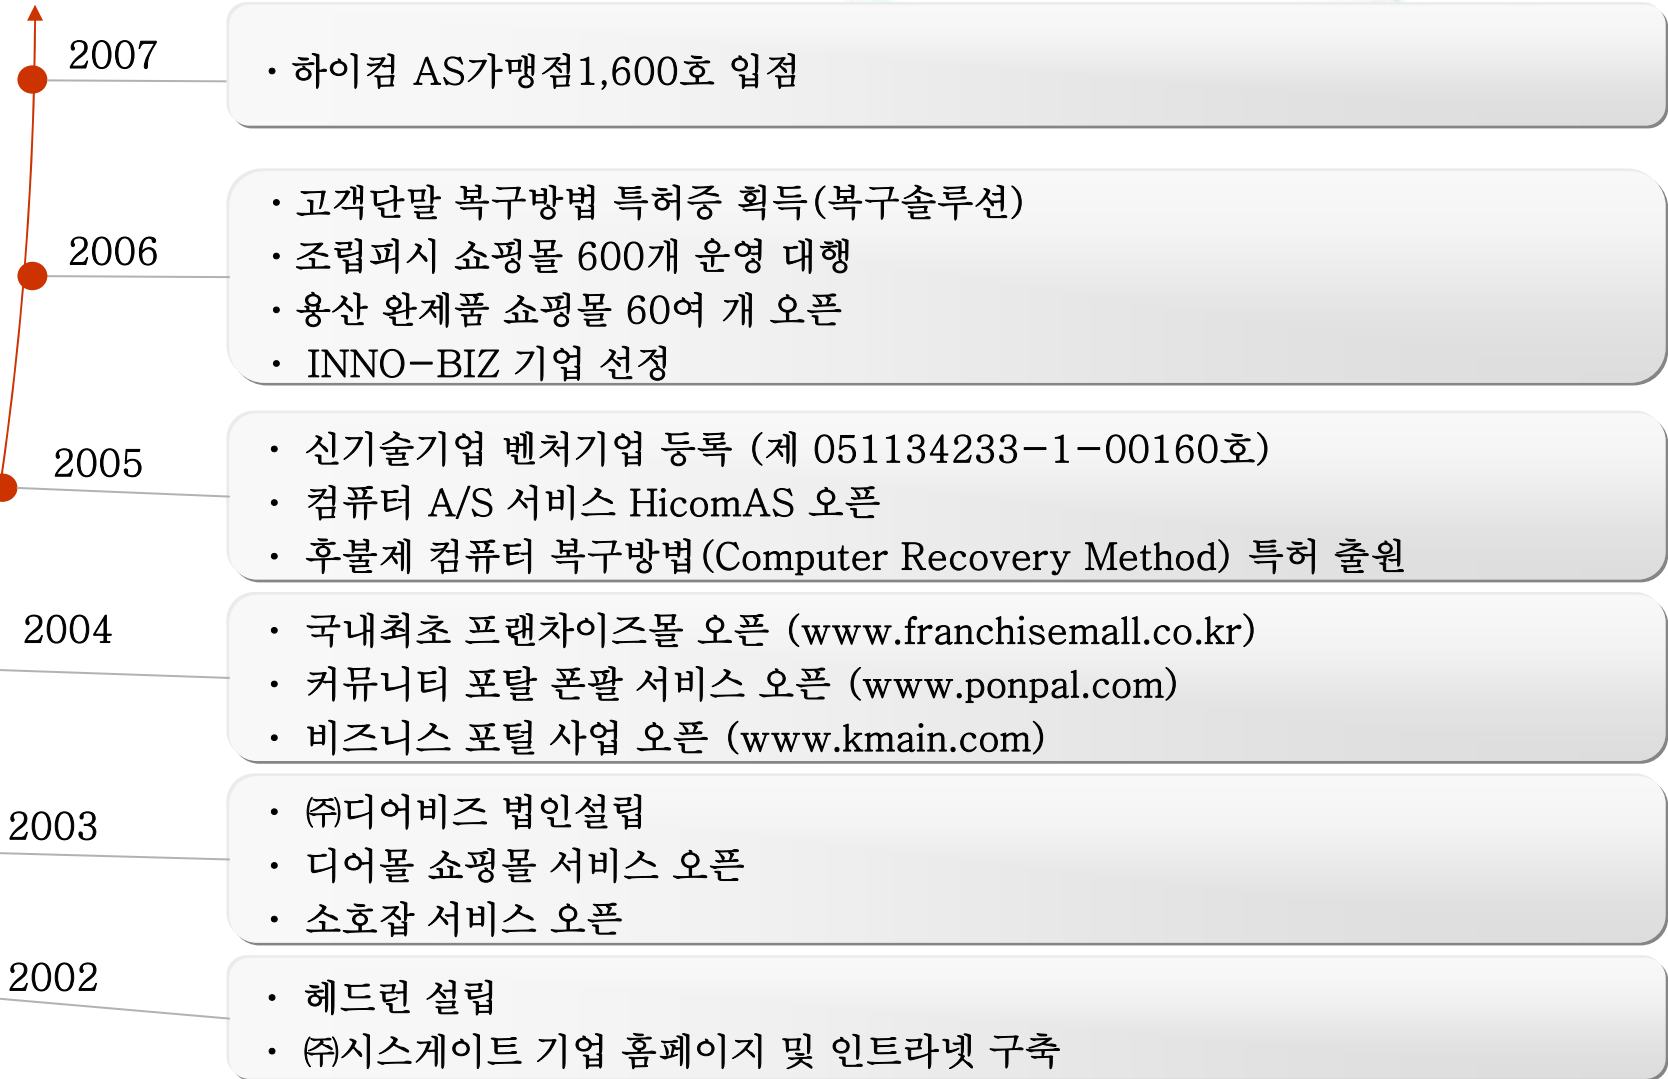 2007
· 하이컴 AS가맹점1,600호 입점
2006
· 고객단말 복구방법 특허증 획득(복구솔루션)
· 조립피시 쇼핑몰 600개 운영 대행
· 용산 완제품 쇼핑몰 60여 개 오픈
· INNO-BIZ 기업 선정
2005
· 신기술기업 벤처기업 등록 (제 051134233-1-00160호)
· 컴퓨터 A/S 서비스 HicomAS 오픈
· 후불제 컴퓨터 복구방법(Computer Recovery Method) 특허 출원
2004
· 국내최초 프랜차이즈몰 오픈 (www.franchisemall.co.kr)
· 커뮤니티 포탈 폰팔 서비스 오픈 (www.ponpal.com)
· 비즈니스 포털 사업 오픈 (www.kmain.com)
2003
· ㈜디어비즈 법인설립
· 디어몰 쇼핑몰 서비스 오픈
· 소호잡 서비스 오픈
2002
· 헤드런 설립
· ㈜시스게이트 기업 홈페이지 및 인트라넷 구축